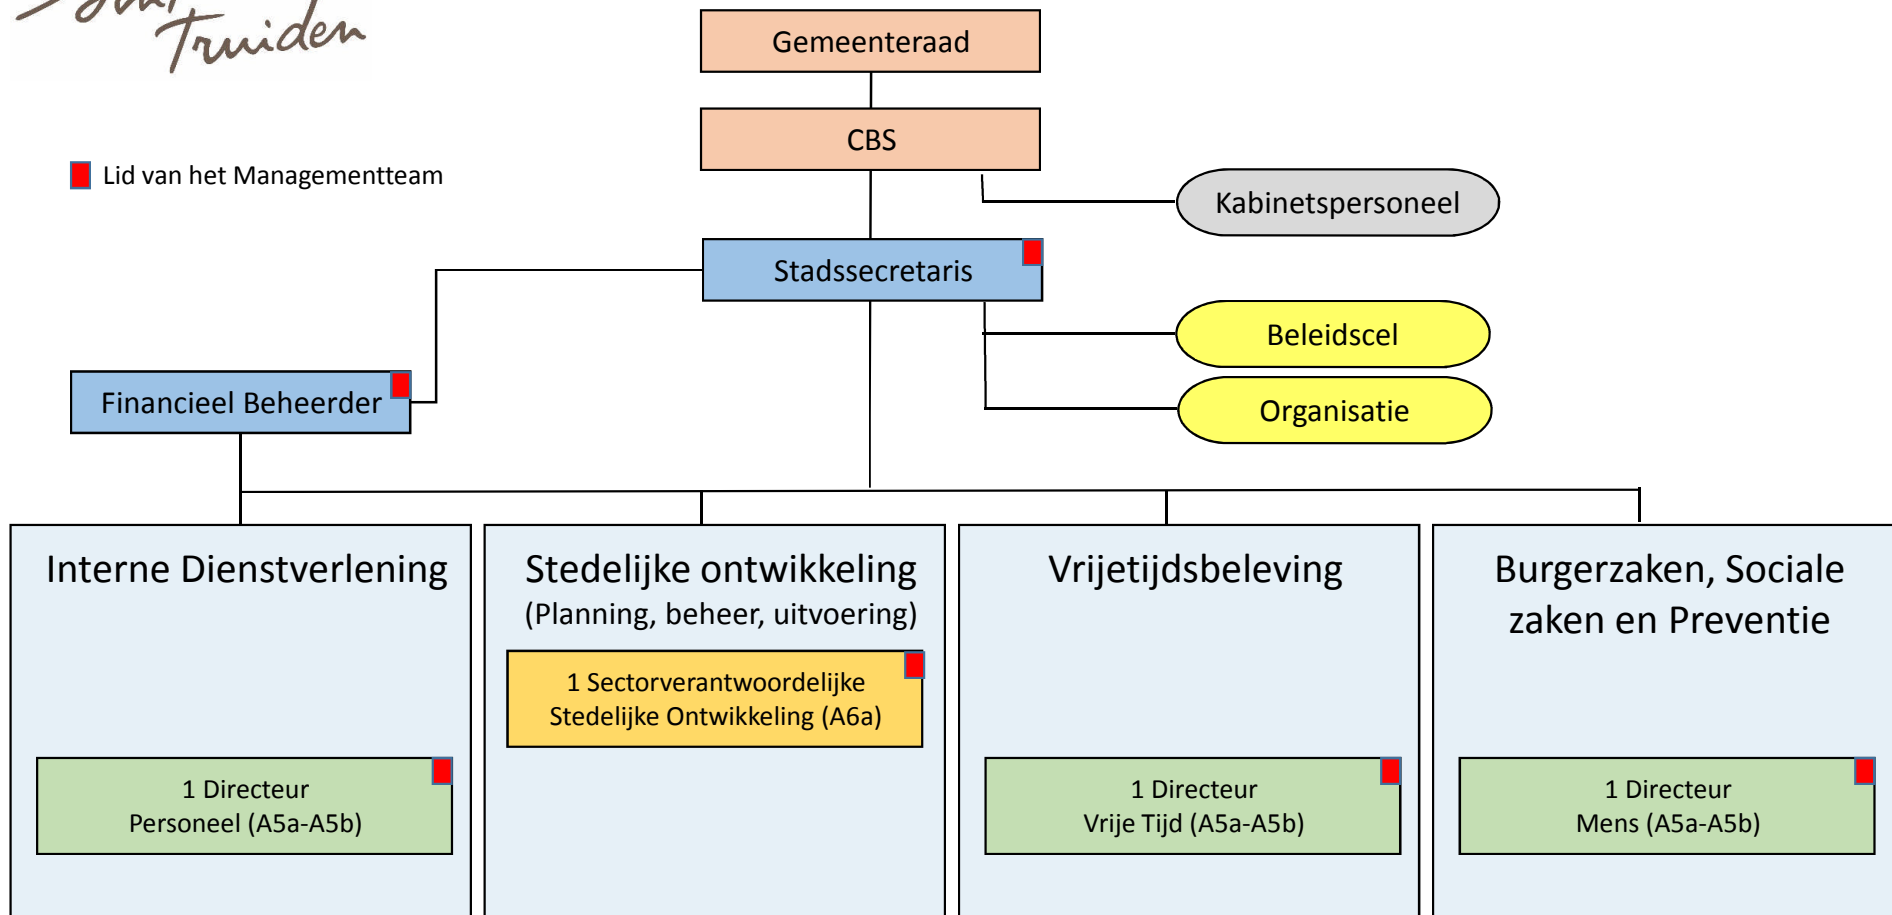 Truiden
Gemeenteraad
CBS
Lid van het Managementteam
Kabinetspersoneel
Stadssecretaris
Beleidscel
Financieel Beheerder
Organisatie
Interne Dienstverlening
Stedelijke ontwikkeling
(Planning, beheer, uitvoering)
1 Sectorverantwoordelijke
Stedelijke Ontwikkeling (A6a)
Vrijetijdsbeleving
Burgerzaken, Sociale
zaken en Preventie
1 Directeur
Personeel (A5a-A5b)
1 Directeur
Vrije Tijd (A5a-A5b)
1 Directeur
Mens (A5a-A5b)